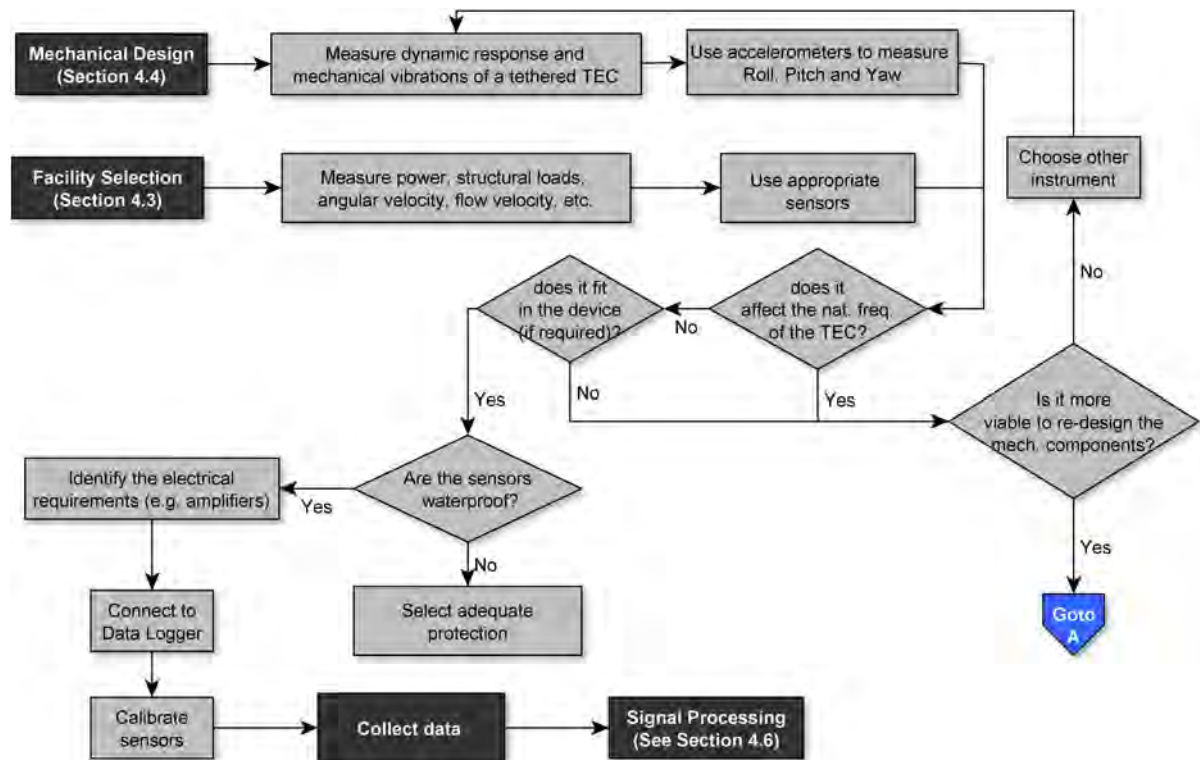 Mechanical Design
(Section 4.4)
Measure dynamic response and
mechanical vibrations of a tethered TEC
Use accelerometers to measure
Roll, Pitch and Yaw
Facility Selection
(Section 4.3)
Measure power, structural loads,
angular velocity, flow velocity, etc.
Use appropriate
sensors
Choose other
instrument
No
does it fit
in the device
(if required)?
No
does it
affect the nat. freq.
of the TEC?
Yes
No
Yes
Is it more
viable to re-design the
mech. components?
Identify the electrical
requirements (e.g. amplifiers)
Yes
Are the sensors
waterproof?
Yes
No
Connect to
Data Logger
Select adequate
protection
Goto
A
Calibrate
sensors
Collect data
Signal Processing
(See Section 4.6)